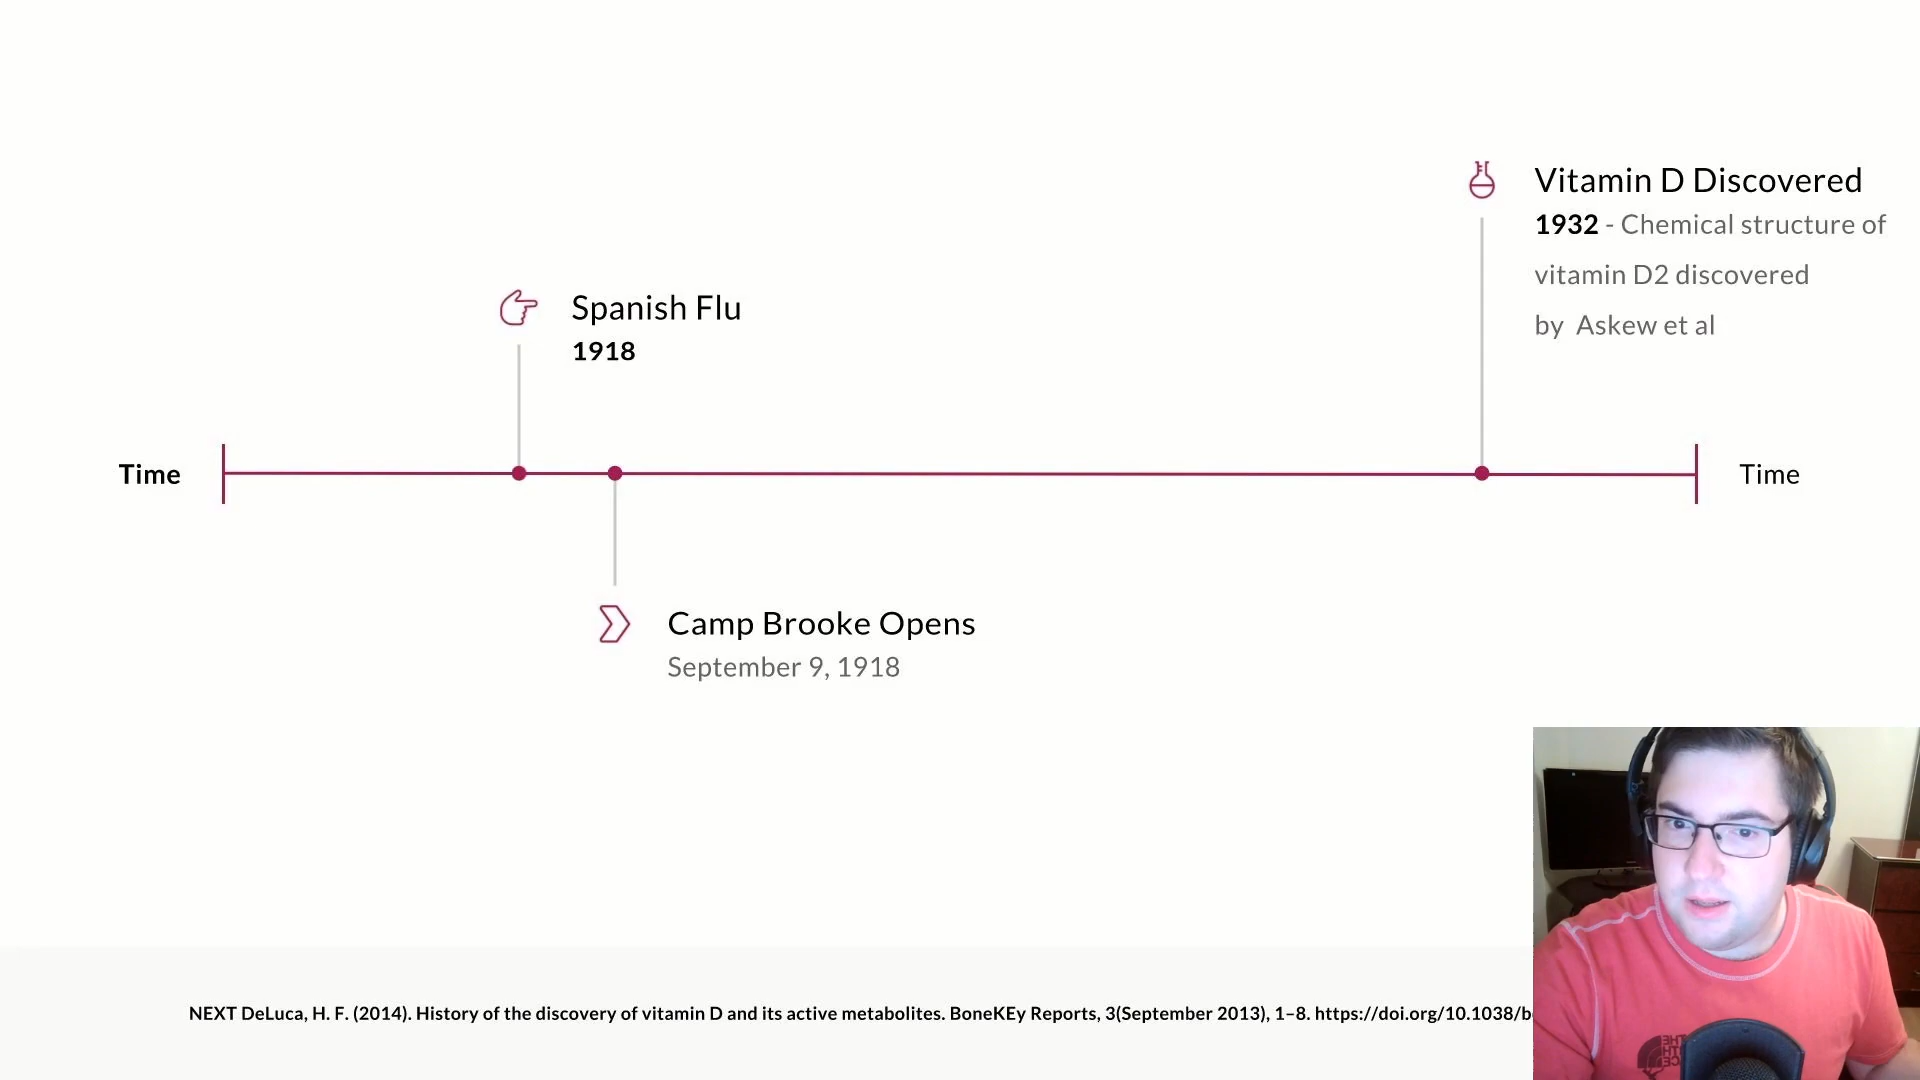 Vitamin D Discovered
1932 - Chemical structure of
vitamin D2 discovered
by  Askew et al
Spanish Flu
1918
Time
Time
Camp Brooke Opens
September 9, 1918
NEXT DeLuca, H. F. (2014). History of the discovery of vitamin D and its active metabolites. BoneKEy Reports, 3(September 2013), 1–8. https://doi.org/10.1038/b